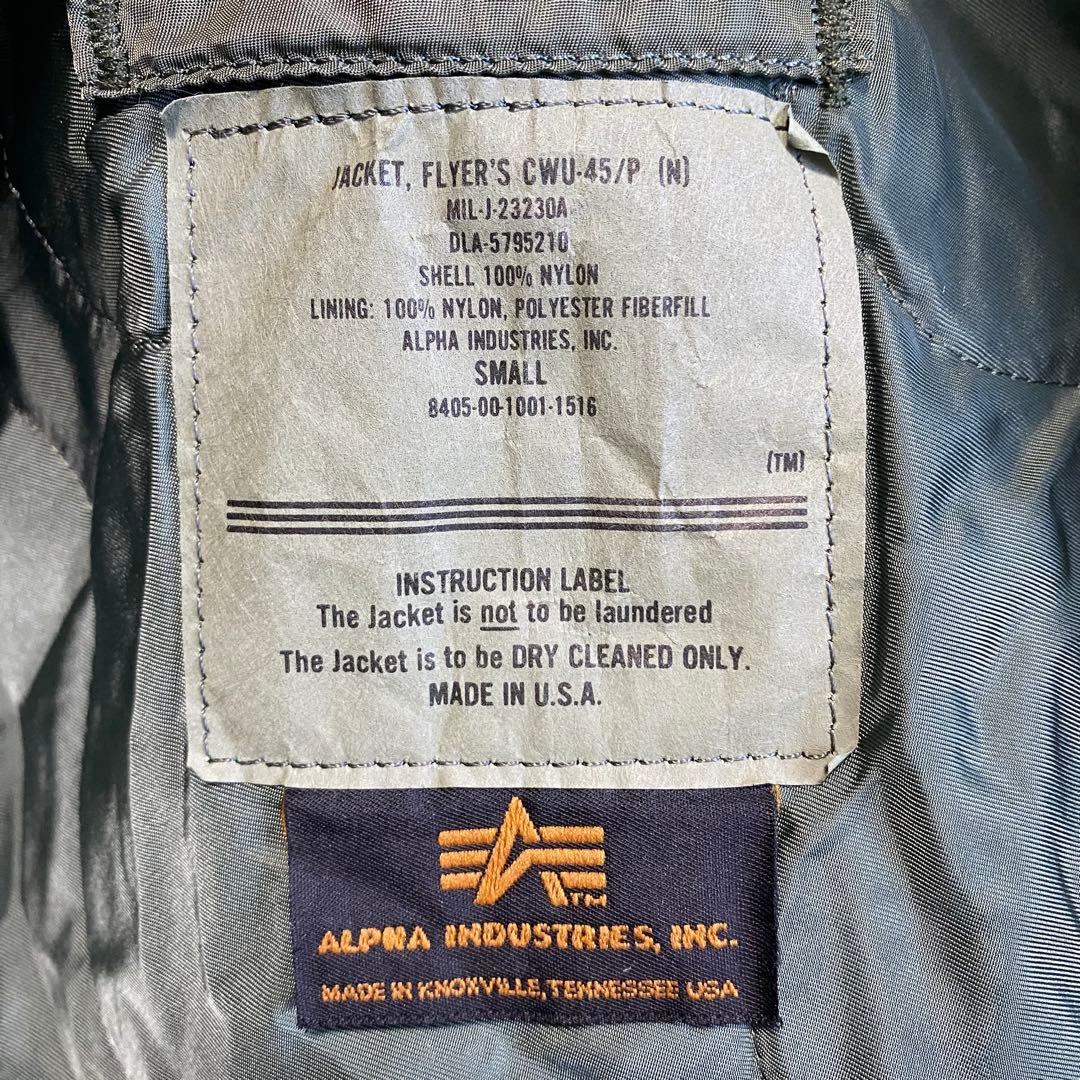 JACKET, FLYER'S CWU-45/P (N)
MIL-J-23230A
DLA-5795210
SHELL 100% NYLON
LINING: 100% NYLON, POLYESTER FIBERFILL
ALPHA INDUSTRIES, INC.
SMALL
8405-00-1001-1516
(TM)
INSTRUCTION LABEL
The Jacket is not to be laundered
The Jacket is to be DRY CLEANED ONLY.
MADE IN U.S.A.
TM
ALPHA INDUSTRIES, INC.
MADE IN KNOXVILLE, TENNESSEE USA